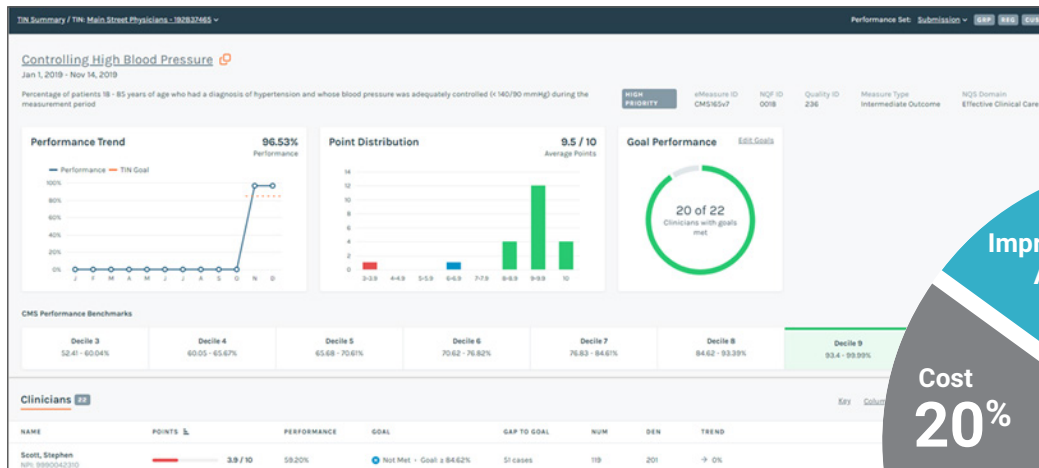 TIN Summary / TIN: Main Street Physicians - 192837465
Performance Set: Submission GRP REG
Controlling High Blood Pressure
Jan 1, 2019 - Nov 14, 2019
Percentage of patients 18 - 85 years of age who had a diagnosis of hypertension and whose blood pressure was adequately controlled (< 140/90 mmHg) during the
measurement period
HIGH
PRIORITY
eMeasure ID
CMS165v7
NQF ID
0018
Quality ID
236
Measure Type
Intermediate Outcome
NQS Domain
Effective Clinical Care
Performance Trend
96.53%
Performance
Performance TIN Goal
100%
80%
60%
40%
20%
0%
J F M A M J J A S O N D
Point Distribution
9.5 / 10
Average Points
14
12
10
8
6
4
2
0
3-3.9 4-4.9 5-5.9 6-6.9 7-7.9 8-8.9 9-9.9 10
Goal Performance
Edit Goals
20 of 22
Clinicians with goals
met
CMS Performance Benchmarks
Decile 3
52.41 - 60.04%
Decile 4
60.05 - 65.67%
Decile 5
65.68 - 70.61%
Decile 6
70.62 - 76.82%
Decile 7
76.83 - 84.61%
Decile 8
84.62 - 93.39%
Decile 9
93.4 - 99.99%
Clinicians 22
Key
NAME POINTS PERFORMANCE GOAL GAP TO GOAL NUM DEN TREND
Scott, Stephen
NPI: 9990042310
3.9 / 10 59.20% Not Met - Goal: ≥ 84.62% 51 cases 119 201 → 0%
Cost
20%